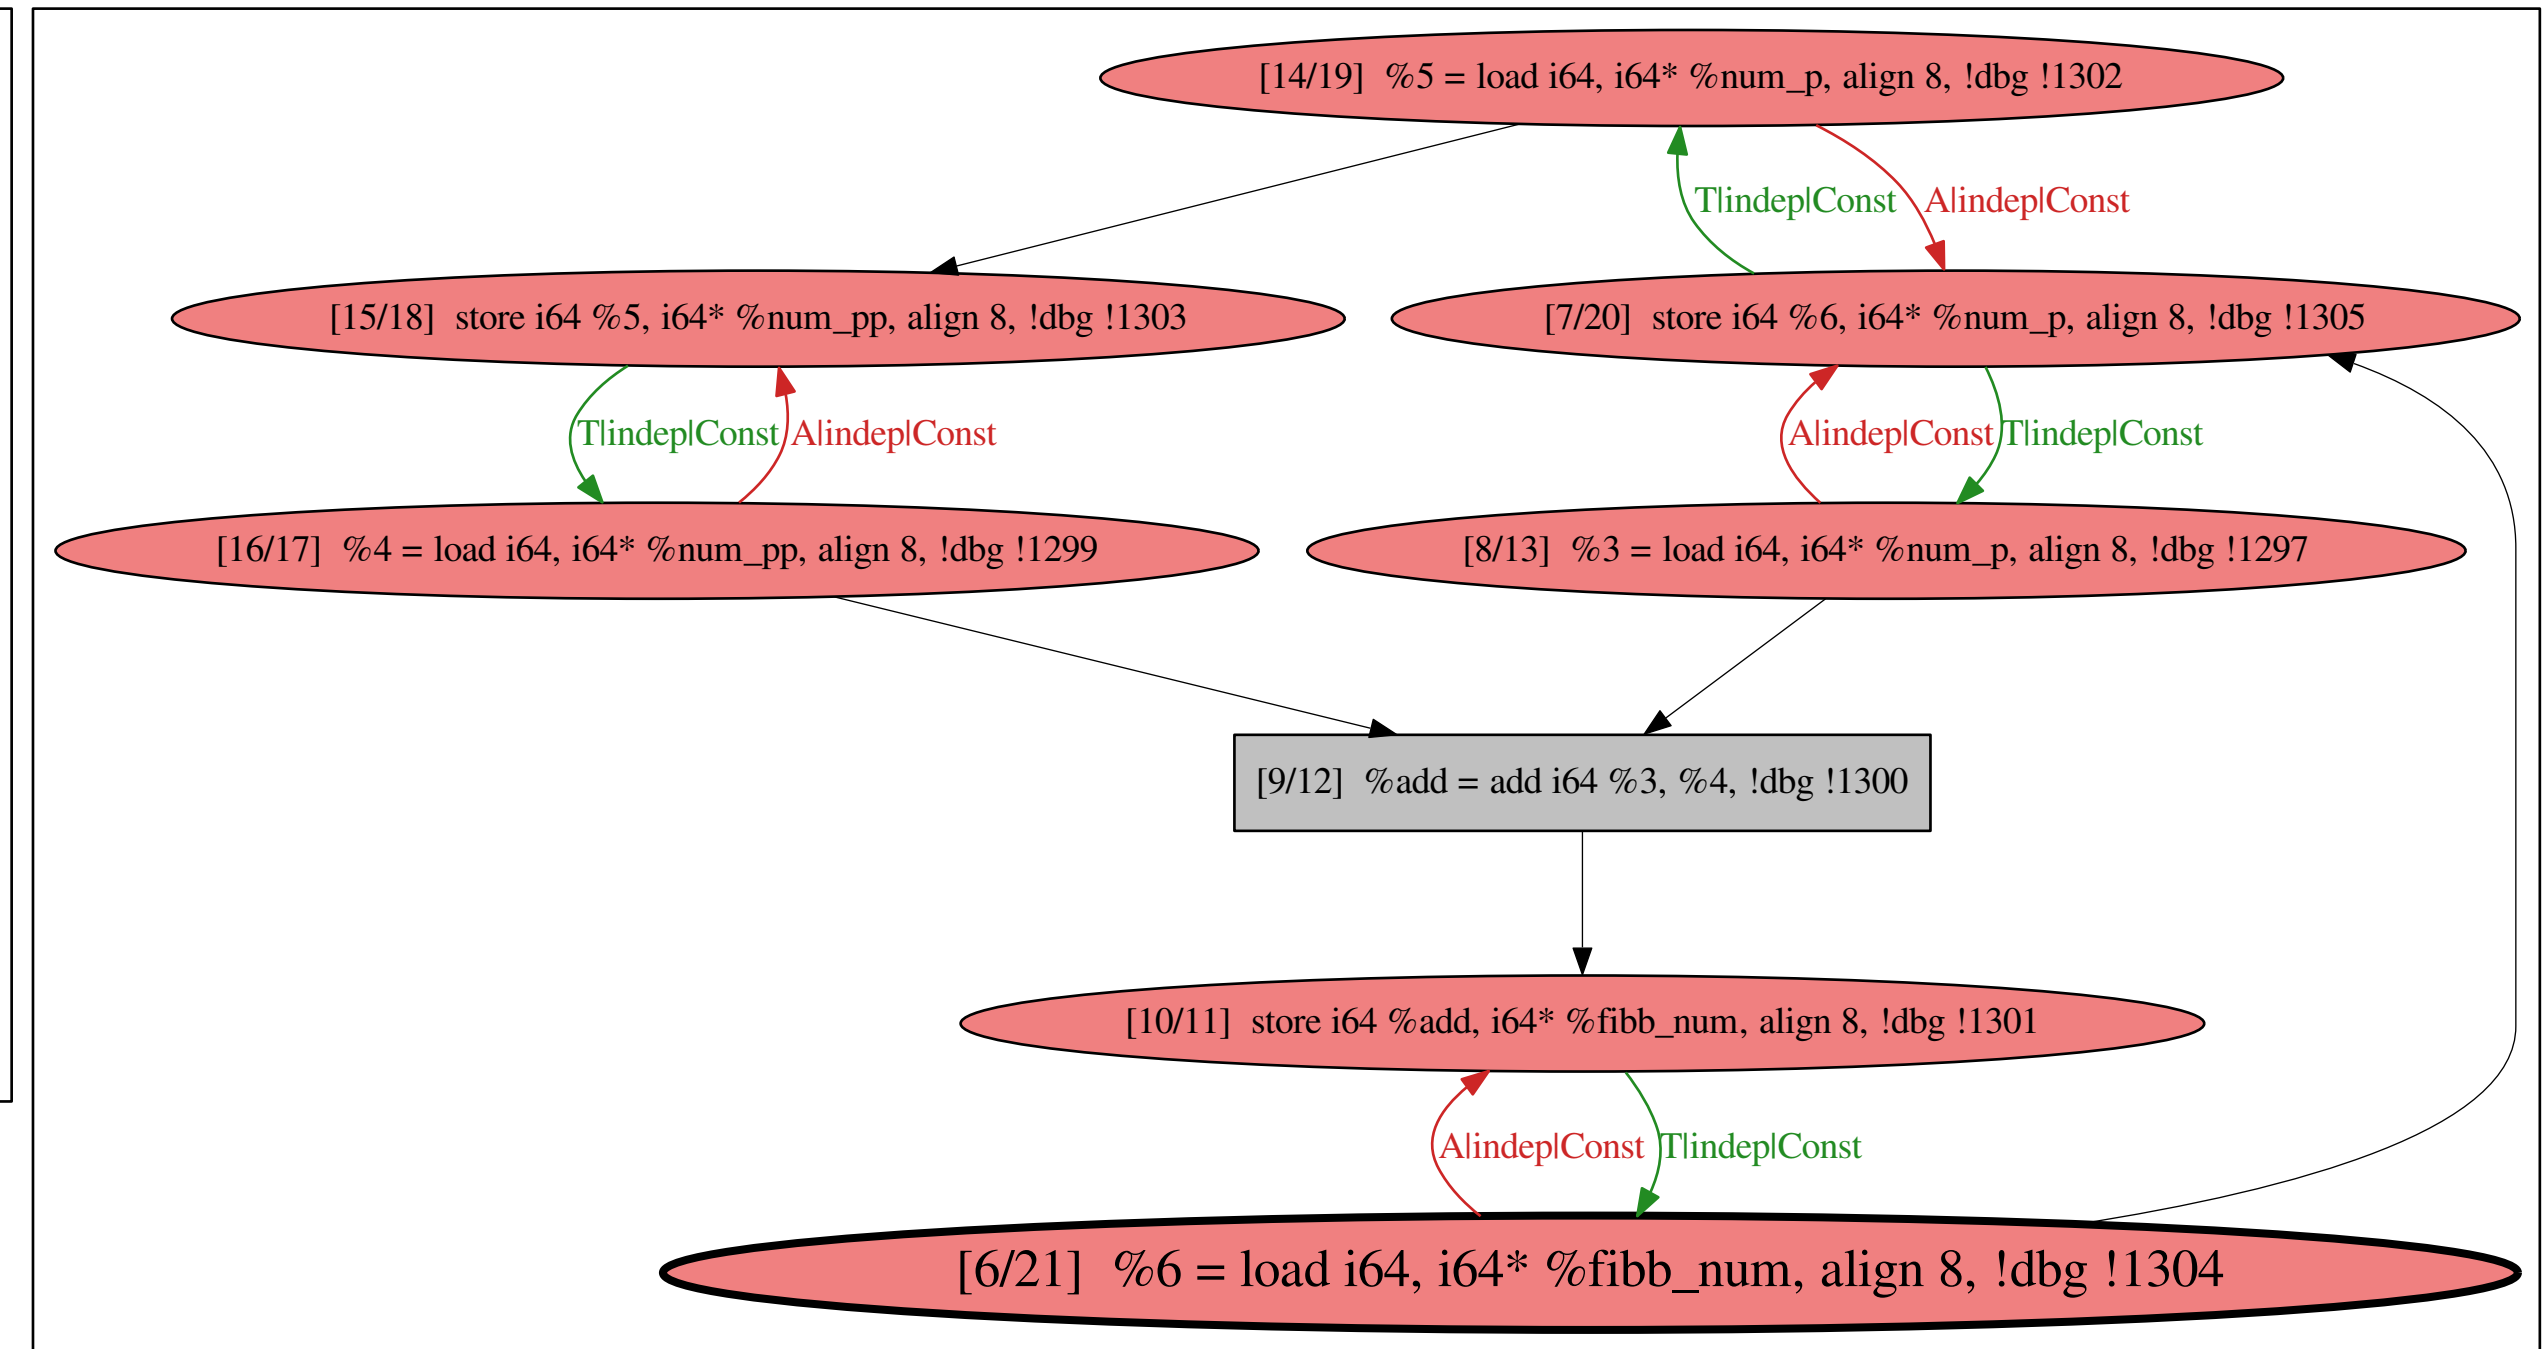 [14/19]  %5 = load i64, i64* %num_p, align 8, !dbg !1302
T|indep|Const
A|indep|Const
[15/18]  store i64 %5, i64* %num_pp, align 8, !dbg !1303
[7/20]  store i64 %6, i64* %num_p, align 8, !dbg !1305
T|indep|Const
A|indep|Const
A|indep|Const
T|indep|Const
[16/17]  %4 = load i64, i64* %num_pp, align 8, !dbg !1299
[8/13]  %3 = load i64, i64* %num_p, align 8, !dbg !1297
[9/12]  %add = add i64 %3, %4, !dbg !1300
[10/11]  store i64 %add, i64* %fibb_num, align 8, !dbg !1301
A|indep|Const
T|indep|Const
[6/21]  %6 = load i64, i64* %fibb_num, align 8, !dbg !1304